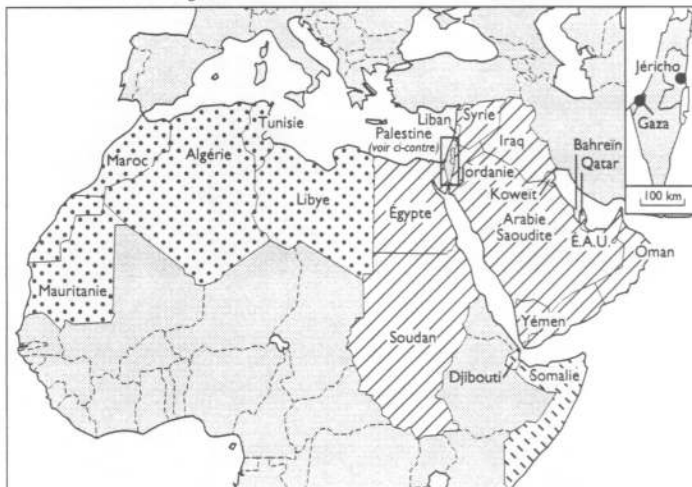 Jéricho
Gaza
100 km
Tunisie
Maroc
Algérie
Libye
Mauritanie
Liban
Syrie
Palestine
(voir ci-contre)
Iraq
Jordanie
Bahreïn
Qatar
Koweit
Égypte
Arabie
Saoudite
É.A.U.
Oman
Soudan
Yémen
Djibouti
Somalie